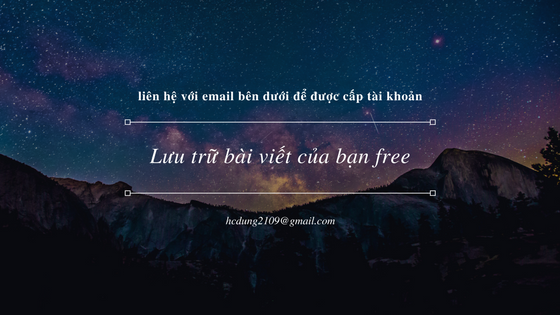 liên hệ với email bên dưới để được cấp tài khoản
Lưu trữ bài viết của bạn free
hcdung2109@gmail.com